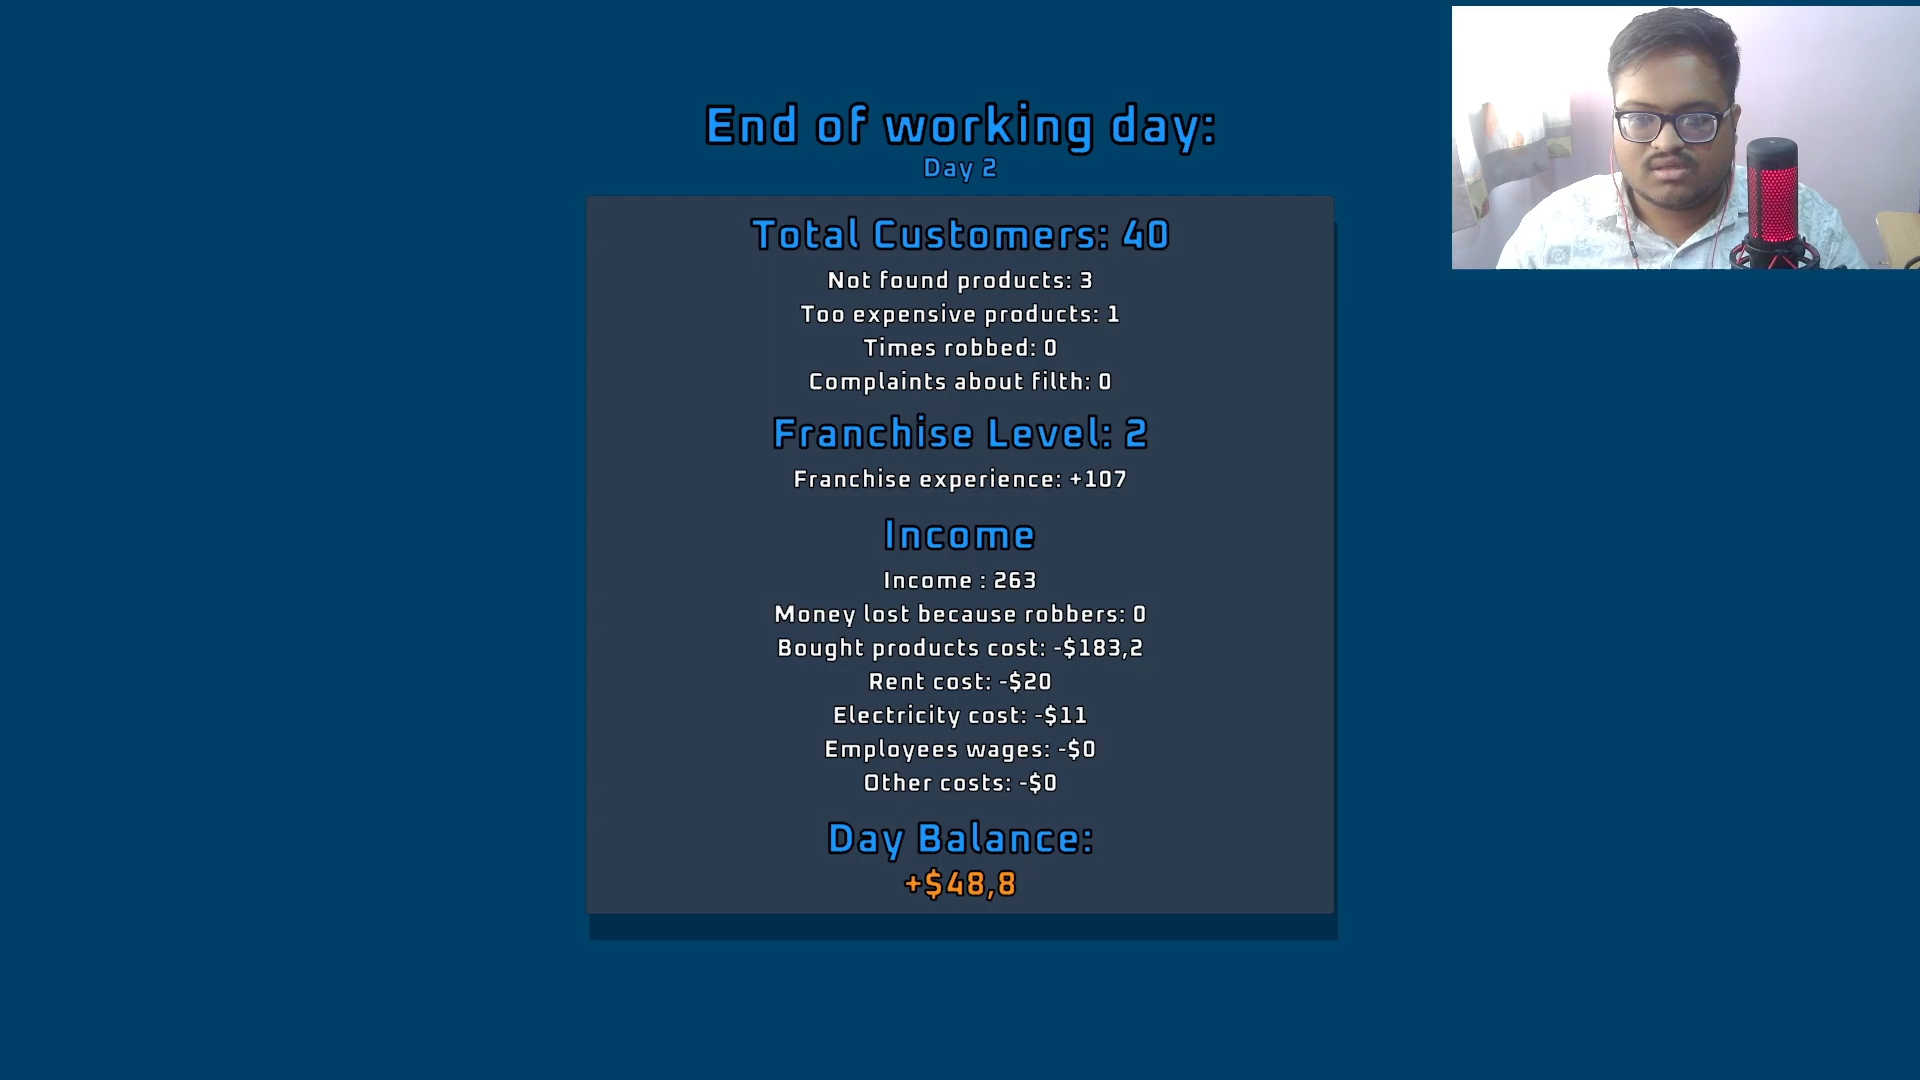 End of working day:
Day 2
Total Customers: 40
Not found products: 3
Too expensive products: 1
Times robbed: 0
Complaints about filth: 0
Franchise Level: 2
Franchise experience: +107
Income
Income : 263
Money lost because robbers: 0
Bought products cost: -$183,2
Rent cost: -$20
Electricity cost: -$11
Employees wages: -$0
Other costs: -$0
Day Balance:
+$48,8